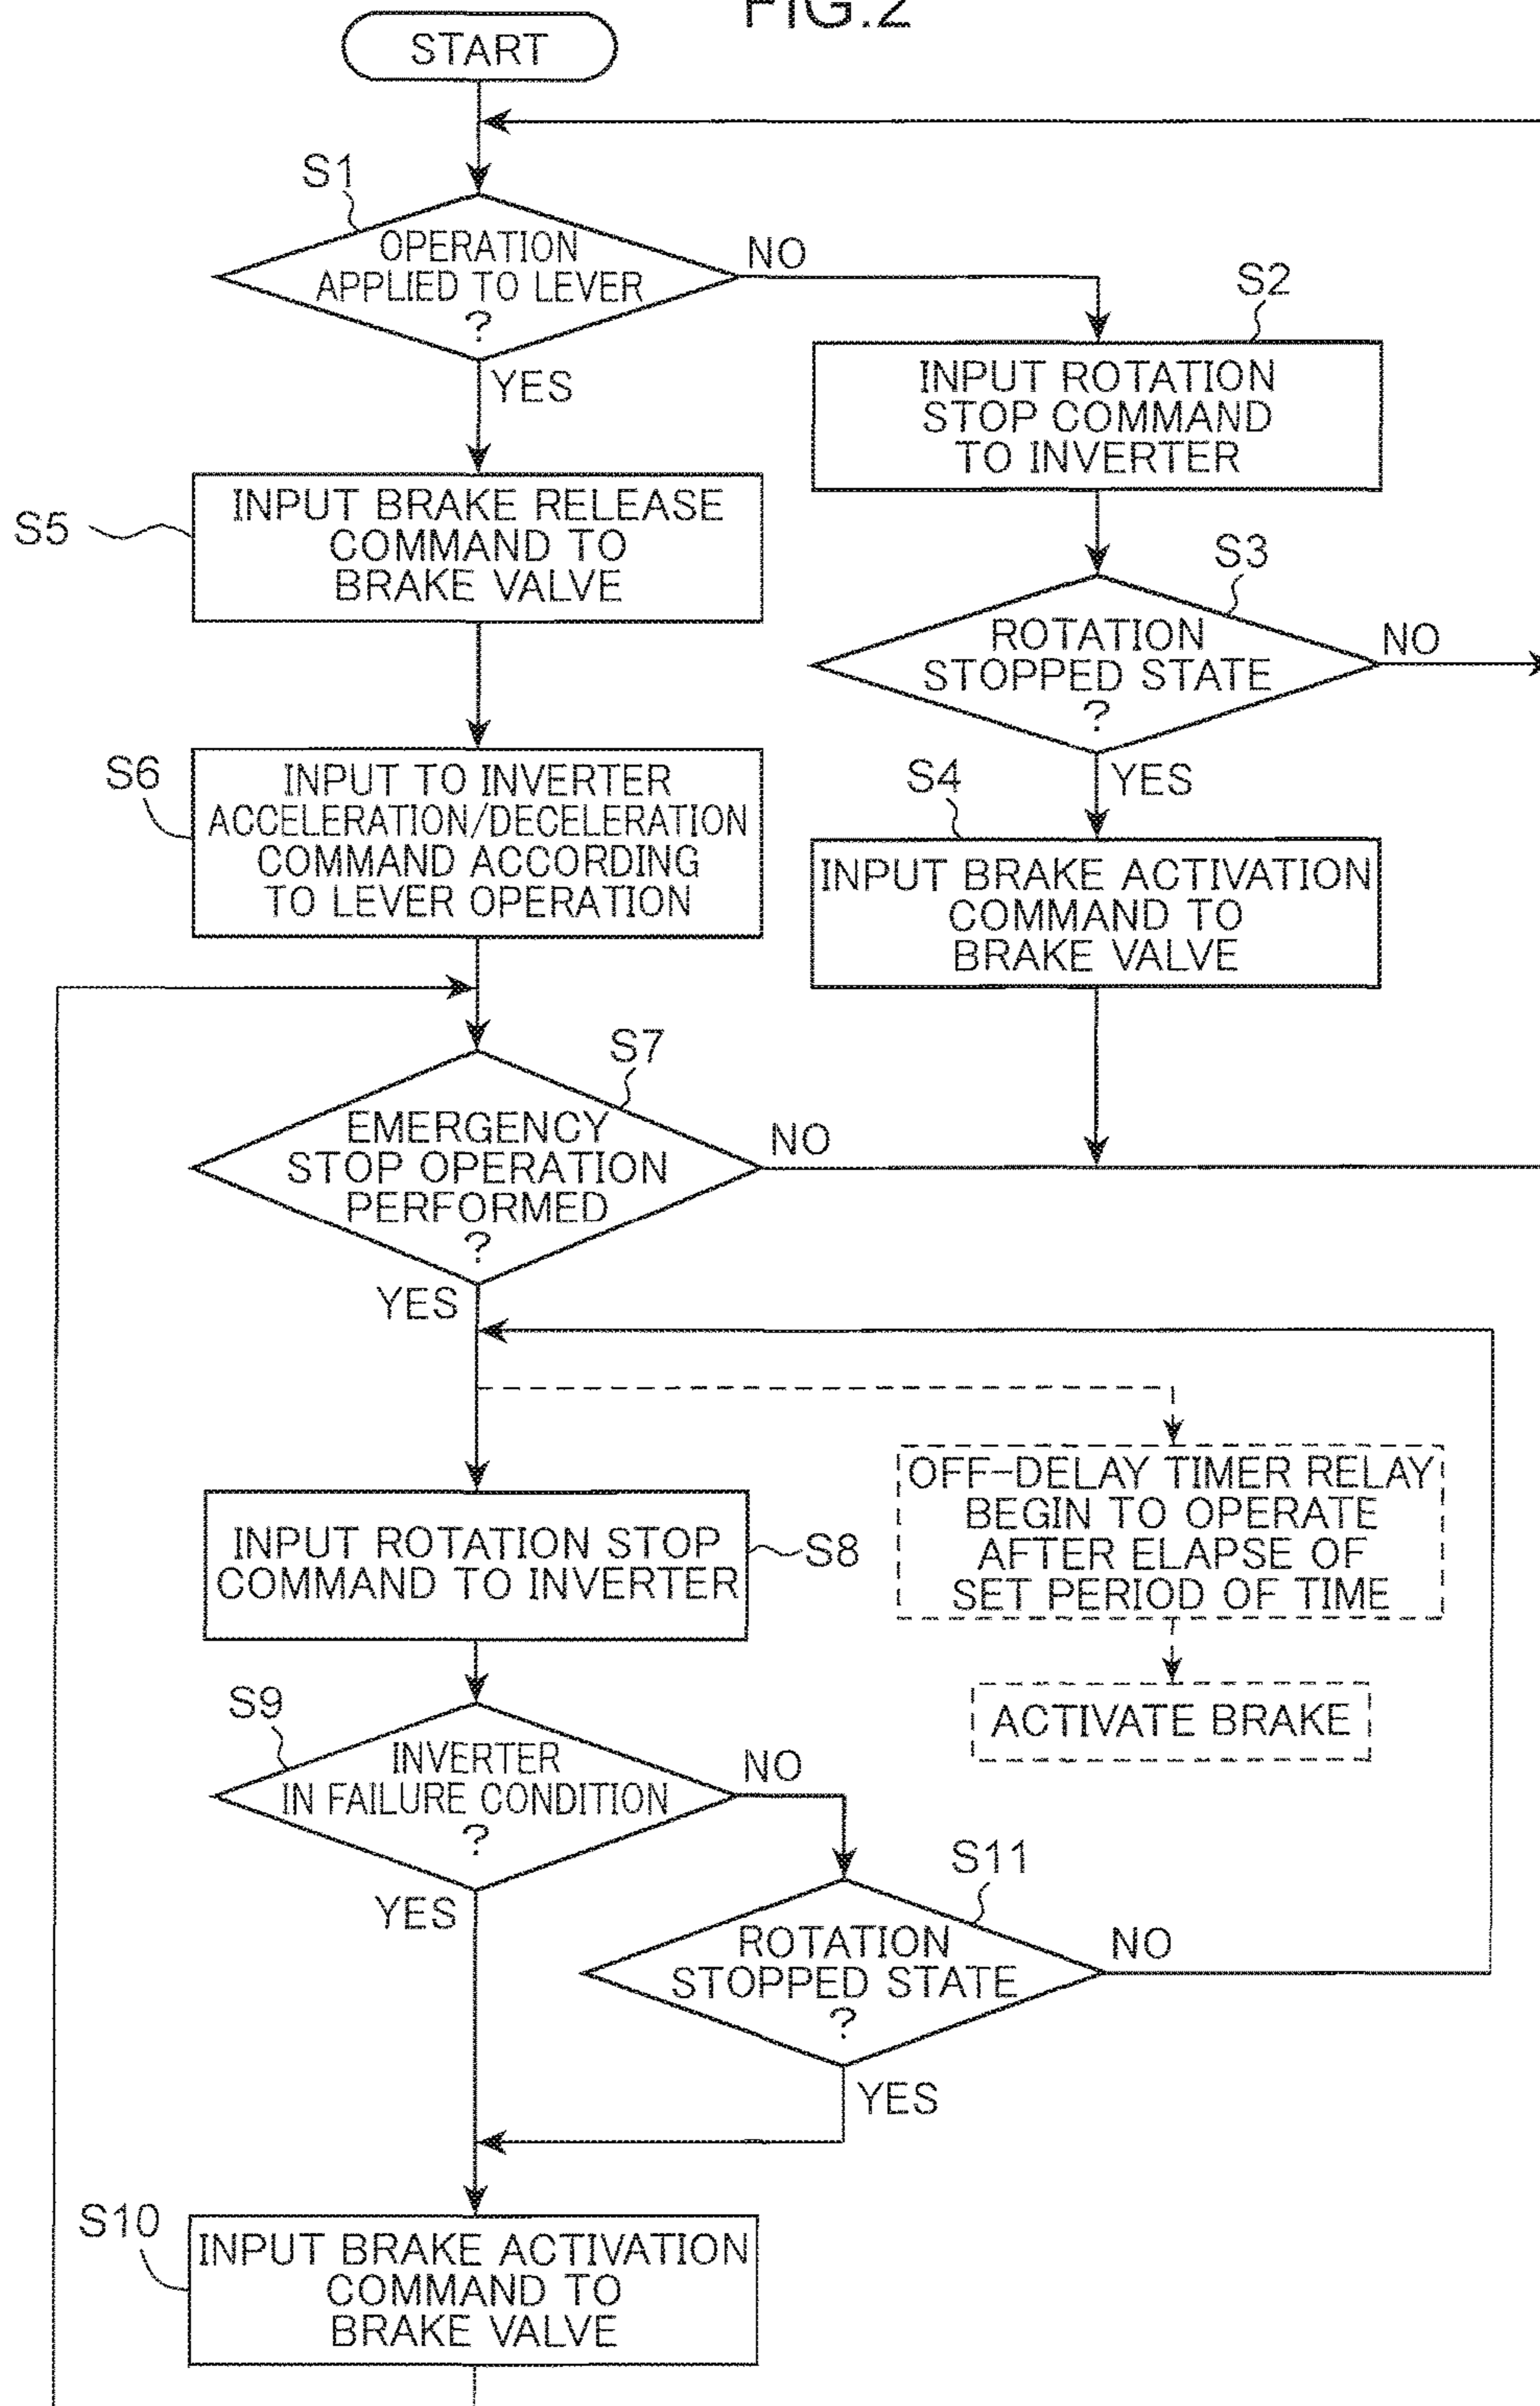 FIG.2
START
S1
OPERATION
APPLIED TO LEVER
?
NO
YES
S2
INPUT ROTATION
STOP COMMAND
TO INVERTER
S3
ROTATION
STOPPED STATE
?
NO
YES
S4
INPUT BRAKE ACTIVATION
COMMAND TO
BRAKE VALVE
S5
INPUT BRAKE RELEASE
COMMAND TO
BRAKE VALVE
S6
INPUT TO INVERTER
ACCELERATION/DECELERATION
COMMAND ACCORDING
TO LEVER OPERATION
S7
EMERGENCY
STOP OPERATION
PERFORMED
?
NO
YES
OFF-DELAY TIMER RELAY
BEGIN TO OPERATE
AFTER ELAPSE OF
SET PERIOD OF TIME
ACTIVATE BRAKE
INPUT ROTATION STOP
COMMAND TO INVERTER
S8
S9
INVERTER
IN FAILURE CONDITION
?
NO
YES
S11
ROTATION
STOPPED STATE
?
NO
YES
S10
INPUT BRAKE ACTIVATION
COMMAND TO
BRAKE VALVE